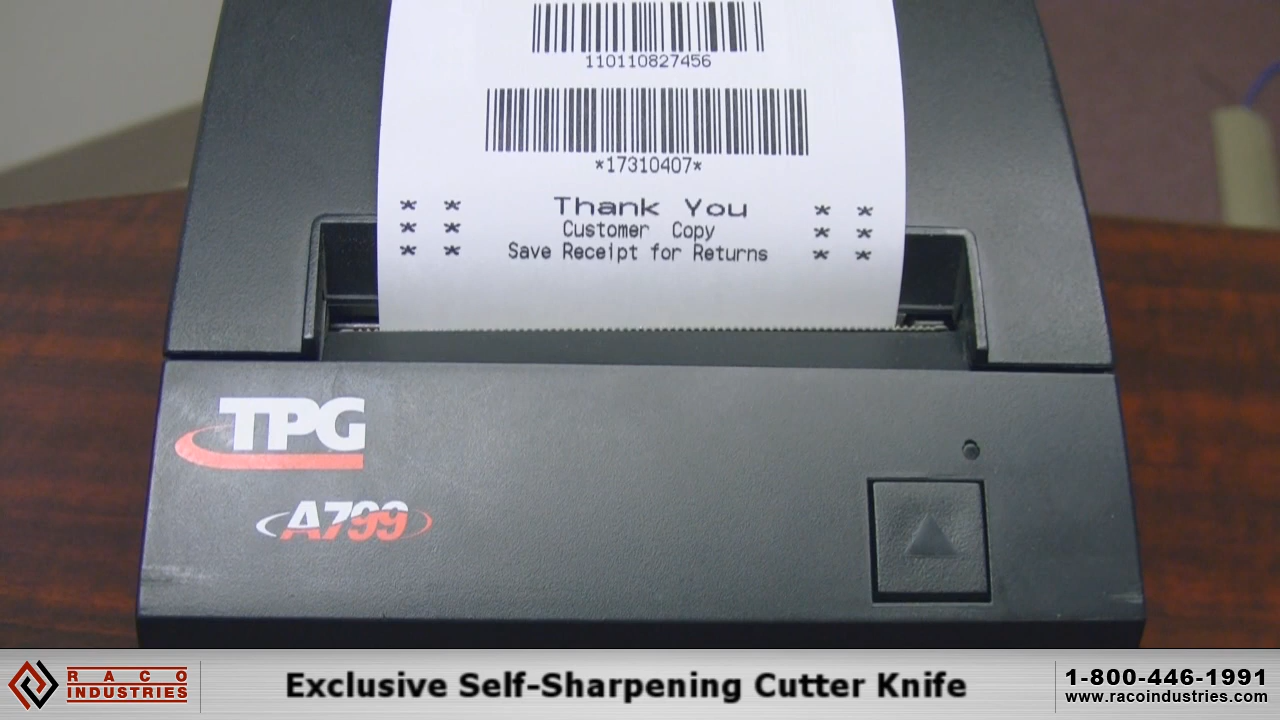 110110827456
*17310407*
* * Thank You * *
* * Customer Copy * *
* * Save Receipt for Returns * *
TPG
A799
RACO
INDUSTRIES
Exclusive Self-Sharpening Cutter Knife
1-800-446-1991
www.racoindustries.com